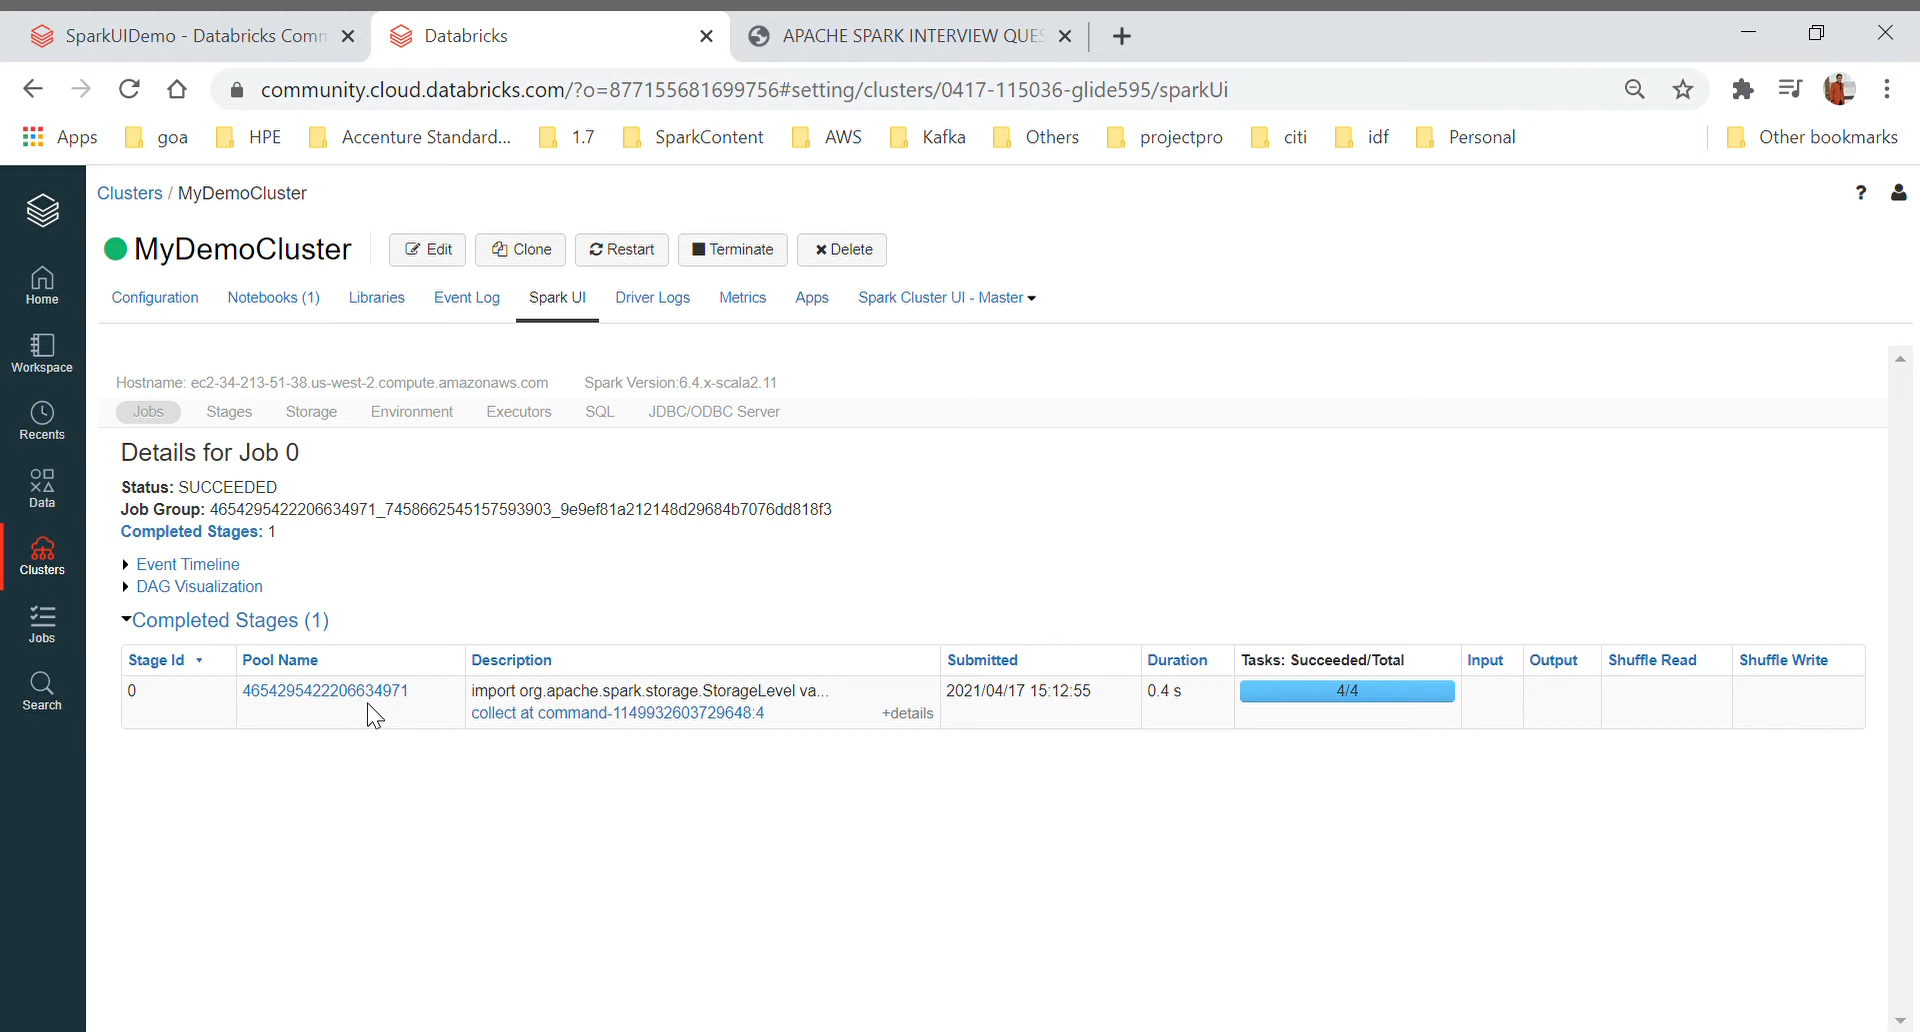 SparkUIDemo - Databricks Comm
Databricks
APACHE SPARK INTERVIEW QUES
community.cloud.databricks.com/?o=877155681699756#setting/clusters/0417-115036-glide595/sparkUi
Apps goa HPE Accenture Standard... 1.7 SparkContent AWS Kafka Others projectpro citi idf Personal Other bookmarks
Clusters / MyDemoCluster
?
MyDemoCluster Edit Clone Restart Terminate Delete
Configuration Notebooks (1) Libraries Event Log Spark UI Driver Logs Metrics Apps Spark Cluster UI - Master
Home
Workspace
Recents
Data
Clusters
Jobs
Search
Hostname: ec2-34-213-51-38.us-west-2.compute.amazonaws.com Spark Version:6.4.x-scala2.11
Jobs Stages Storage Environment Executors SQL JDBC/ODBC Server
Details for Job 0
Status: SUCCEEDED
Job Group: 4654295422206634971_7458662545157593903_9e9ef81a212148d29684b7076dd818f3
Completed Stages: 1
Event Timeline
DAG Visualization
Completed Stages (1)
Stage Id Pool Name Description Submitted Duration Tasks: Succeeded/Total Input Output Shuffle Read Shuffle Write
0 4654295422206634971 import org.apache.spark.storage.StorageLevel va... 2021/04/17 15:12:55 0.4 s 4/4
collect at command-1149932603729648:4 +details